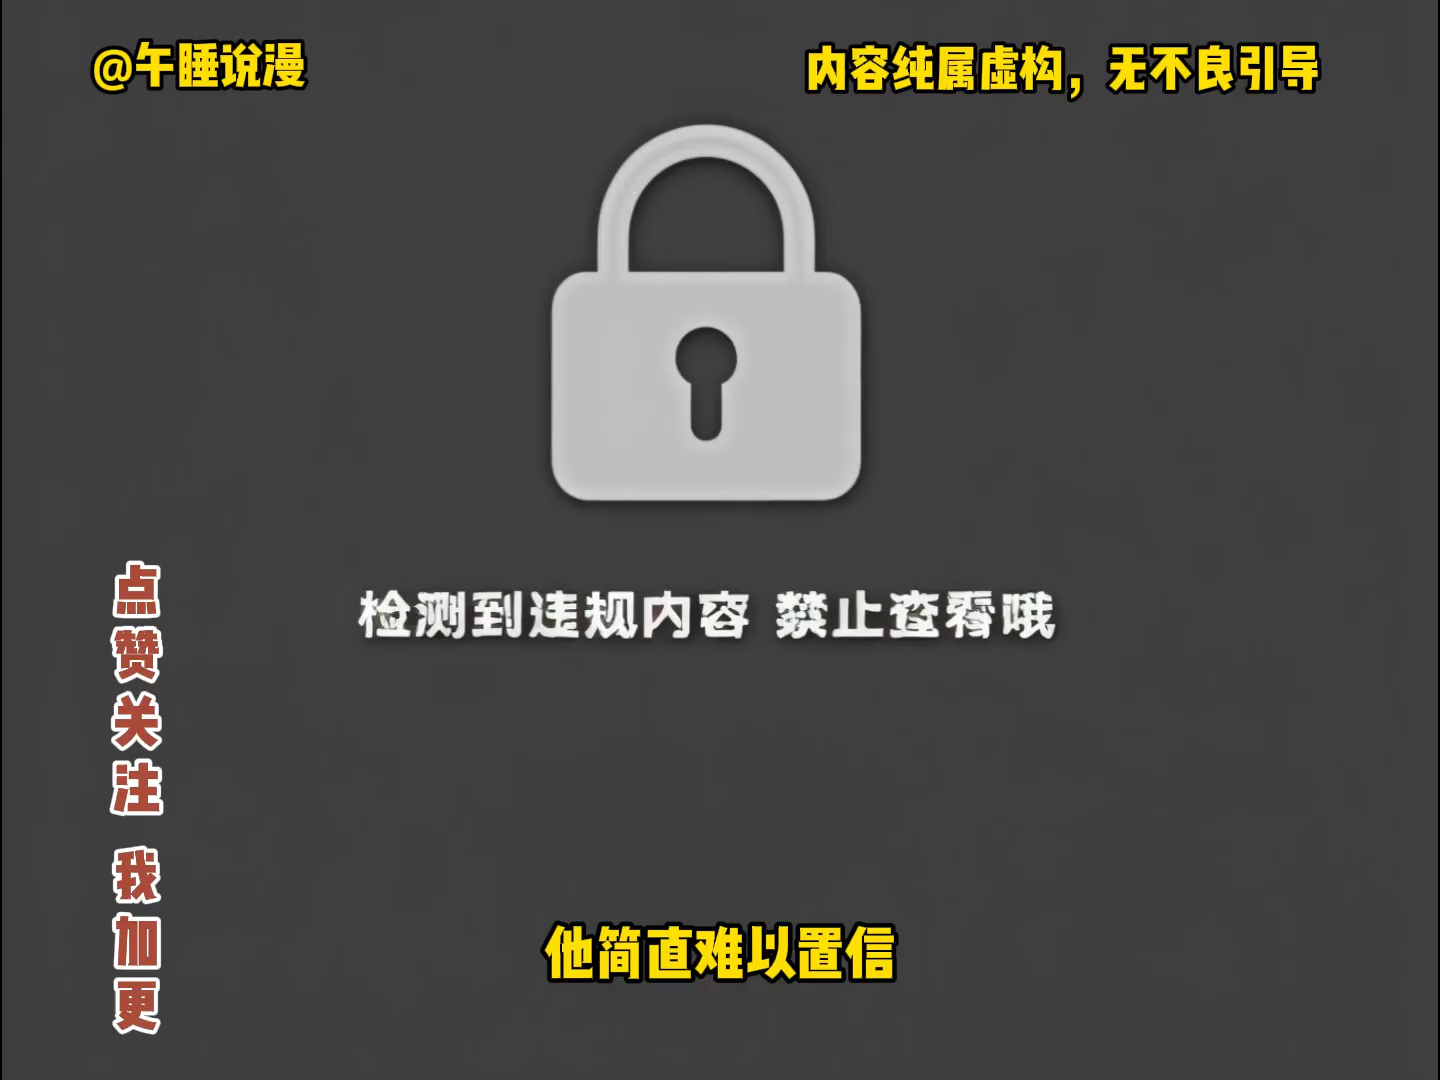 @午睡说漫
内容纯属虚构，无不良引导
检测到违规内容 禁止查看哦
点赞关注 我加更
他简直难以置信